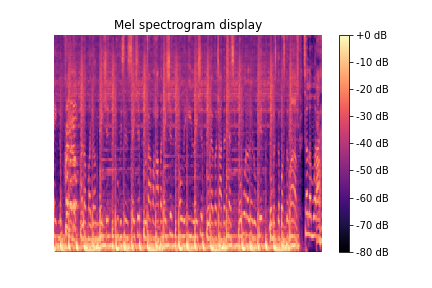 Mel spectrogram display
+0 dB
-10 dB
-20 dB
-30 dB
-40 dB
-50 dB
-60 dB
-70 dB
-80 dB